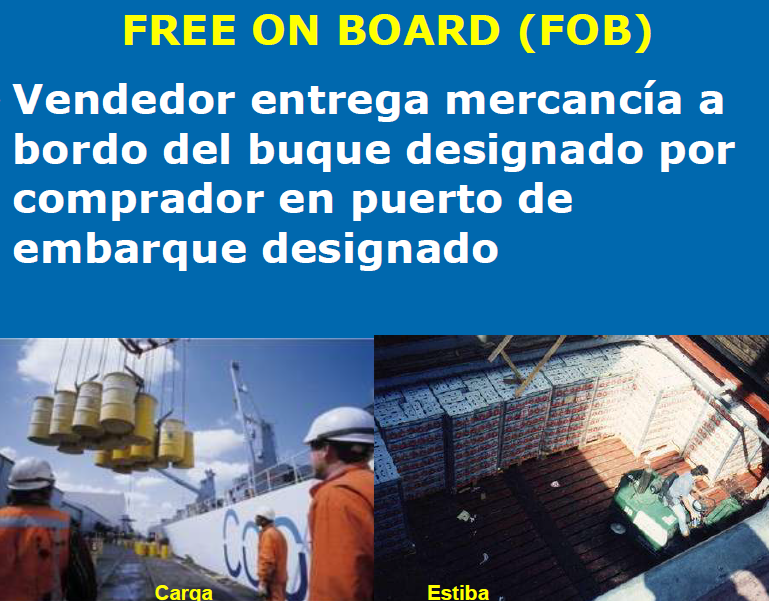 FREE ON BOARD (FOB)
Vendedor entrega mercancía a
bordo del buque designado por
comprador en puerto de
embarque designado
Carga
Estiba